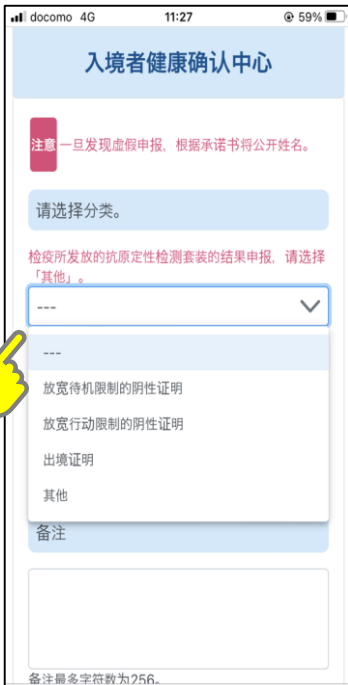 docomo 4G 11:27 59%
入境者健康确认中心
注意 一旦发现虚假申报，根据承诺书将公开姓名。
请选择分类。
检疫所发放的抗原定性检测套装的结果申报，请选择
「其他」。
---
---
放宽待机限制的阴性证明
放宽行动限制的阴性证明
出境证明
其他
备注
备注最多字符数为256。